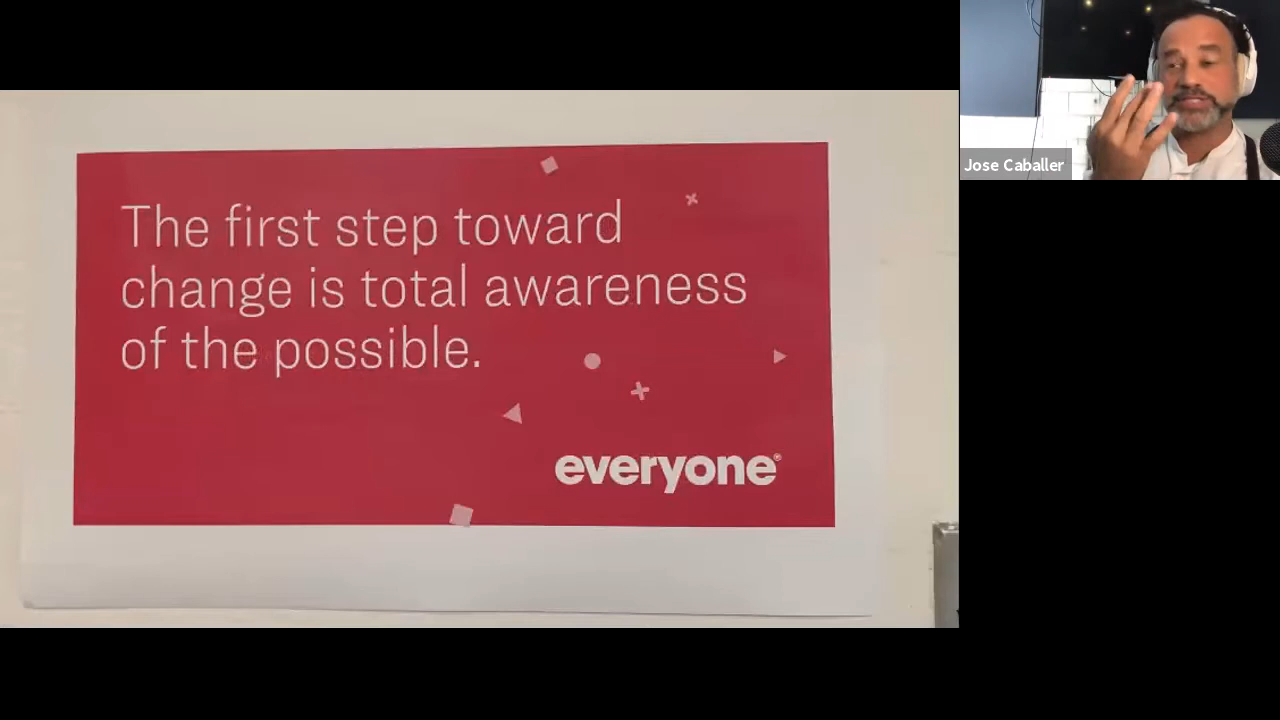 The first step toward
change is total awareness
of the possible.
everyone®
Jose Caballer